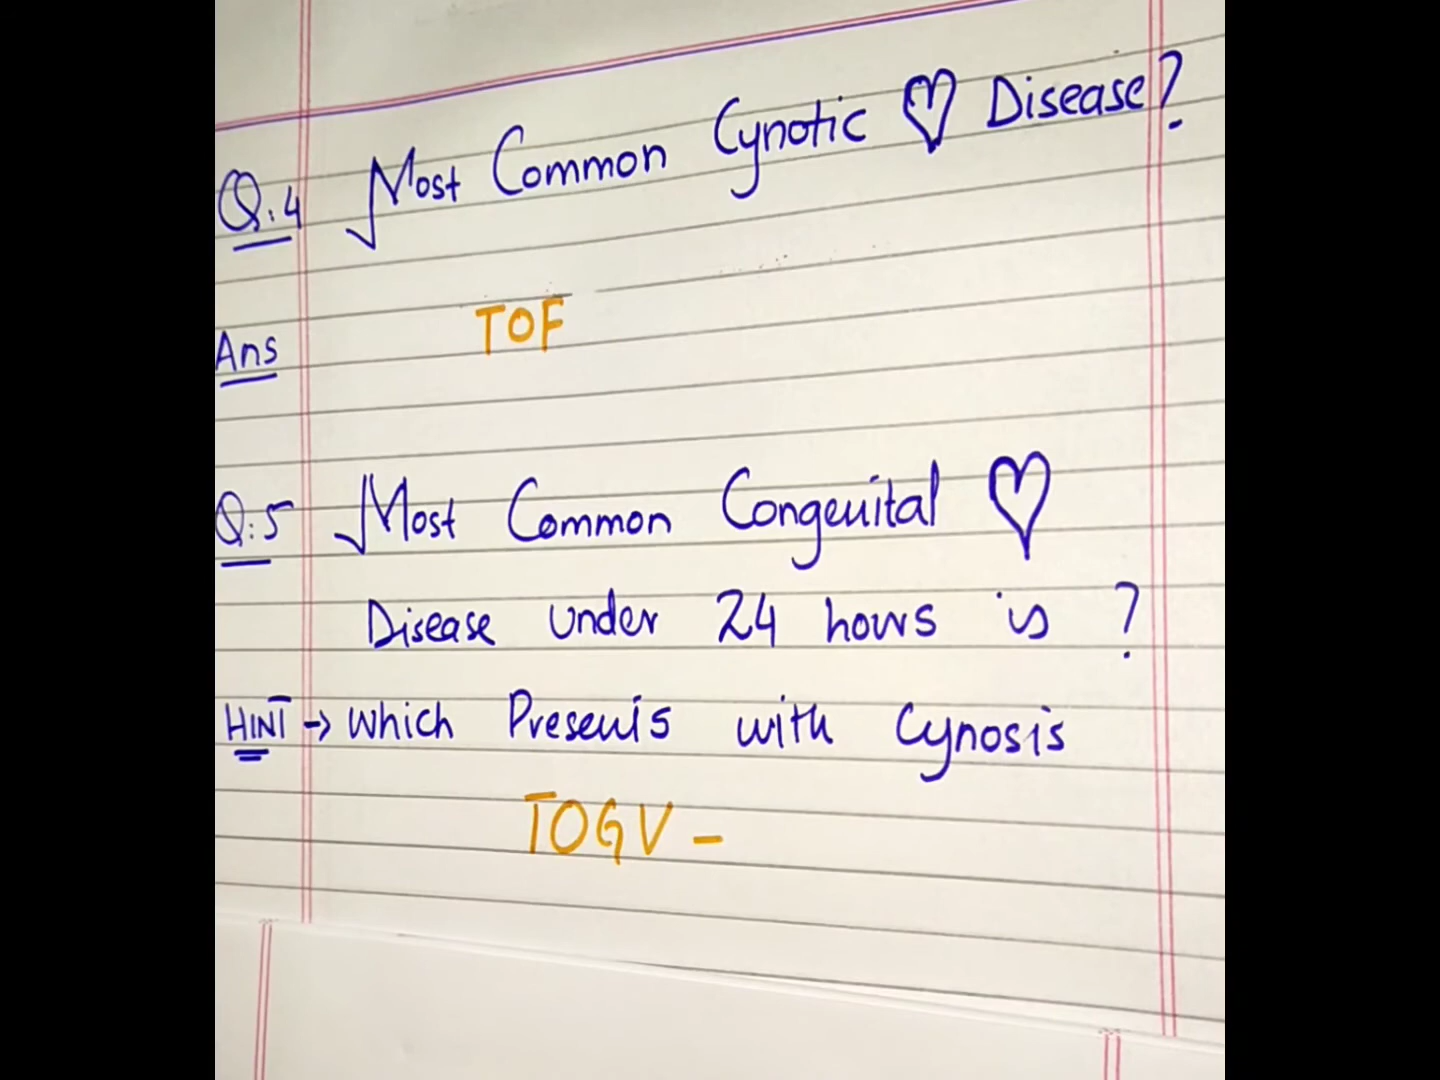 Q.4 Most Common Cynotic ♡ Disease?
Ans TOF
Q:5 Most Common Congenital ♡
Disease under 24 hours is ?
HINT → Which Presents with Cynosis
TOGV -